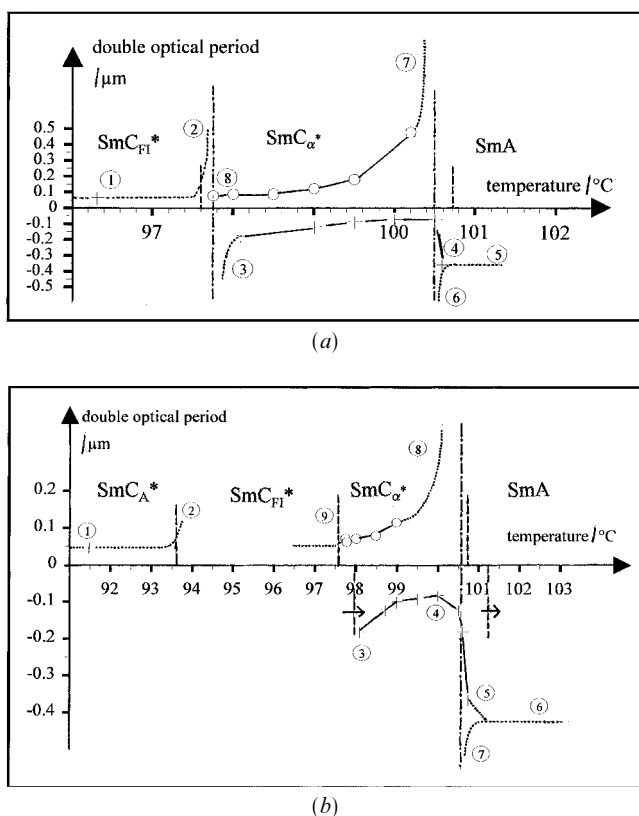 double optical period
/μm
⑦
SmC_FI*
②
SmC_α*
SmA
0.5
0.4
0.3
0.2
0.1
①
⑧
temperature /°C
97
100
101
102
-0.1
-0.2
-0.3
-0.4
-0.5
③
④
⑤
⑥
(a)
double optical period
/μm
⑧
SmC_A*
SmC_FI*
SmC_α*
SmA
0.2
0.1
0
①
②
⑨
temperature /°C
92 93 94 95 96 97 98 99 100 101 102 103
-0.1
-0.2
-0.4
③
④
⑤
⑥
⑦
(b)